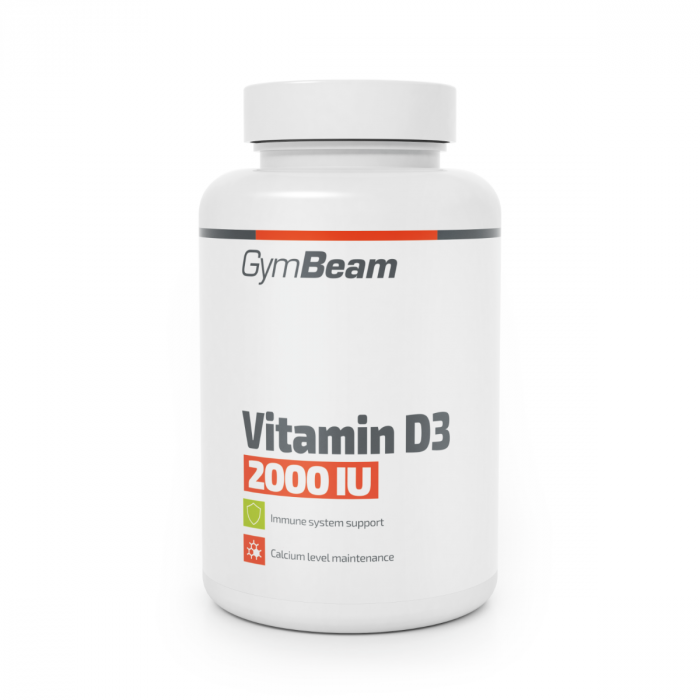 GymBeam
Vitamin D3
2000 IU
Immune system support
Calcium level maintenance